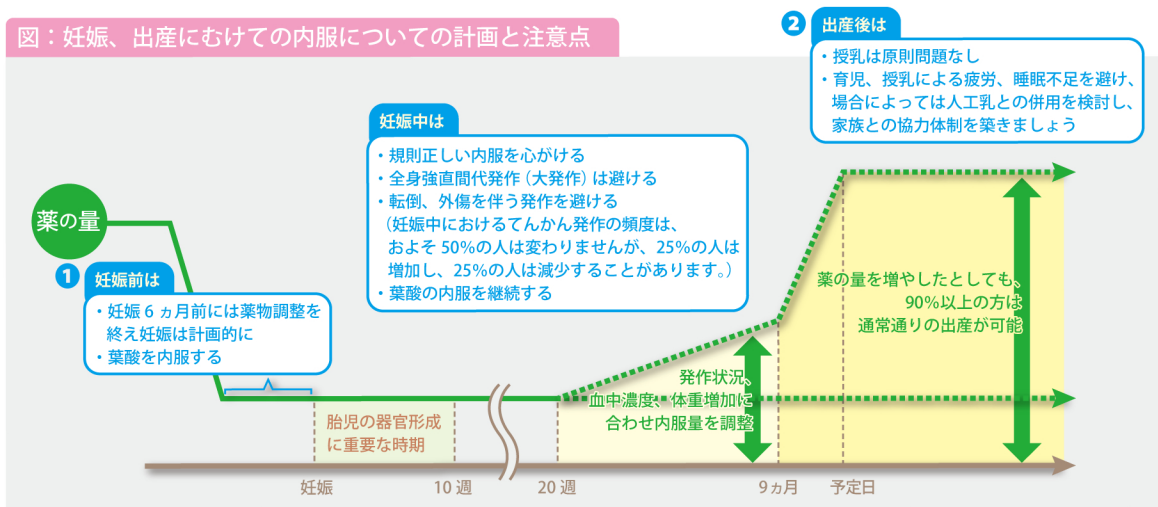 図：妊娠、出産にむけての内服についての計画と注意点
薬の量
1 妊娠前は
・妊娠6ヵ月前には薬物調整を
終え妊娠は計画的に
・葉酸を内服する
妊娠中は
・規則正しい内服を心がける
・全身強直間代発作（大発作）は避ける
・転倒、外傷を伴う発作を避ける
（妊娠中におけるてんかん発作の頻度は、
およそ50％の人は変わりませんが、25％の人は
増加し、25％の人は減少することがあります。）
・葉酸の内服を継続する
2 出産後は
・授乳は原則問題なし
・育児、授乳による疲労、睡眠不足を避け、
場合によっては人工乳との併用を検討し、
家族との協力体制を築きましょう
胎児の器官形成
に重要な時期
発作状況、
血中濃度、体重増加に
合わせ内服量を調整
薬の量を増やしたとしても、
90％以上の方は
通常通りの出産が可能
妊娠
10週
20週
9ヵ月
予定日